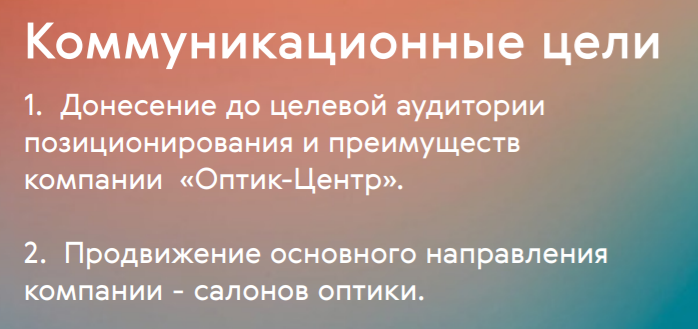 Коммуникационные цели
1. Донесение до целевой аудитории
позиционирования и преимуществ
компании «Оптик-Центр».
2. Продвижение основного направления
компании - салонов оптики.